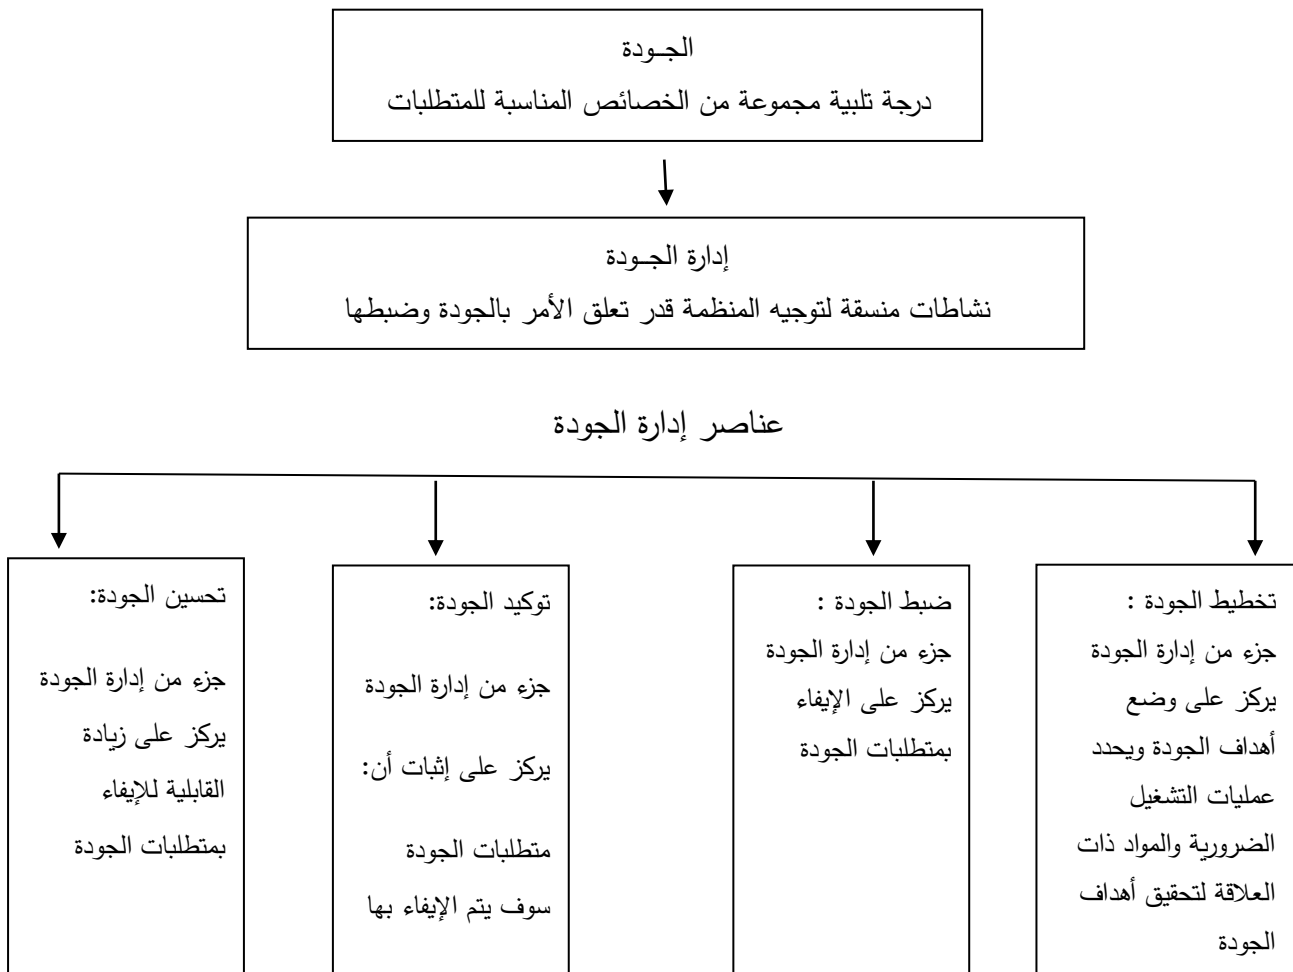 الجـودة
درجة تلبية مجموعة من الخصائص المناسبة للمتطلبات
إدارة الجـودة
نشاطات منسقة لتوجيه المنظمة قدر تعلق الأمر بالجودة وضبطها
عناصر إدارة الجودة
تخطيط الجودة :
جزء من إدارة الجودة
يركز على وضع
أهداف الجودة ويحدد
عمليات التشغيل
الضرورية والمواد ذات
العلاقة لتحقيق أهداف
الجودة
ضبط الجودة :
جزء من إدارة الجودة
يركز على الإيفاء
بمتطلبات الجودة
توكيد الجودة:
جزء من إدارة الجودة
يركز على إثبات أن:
متطلبات الجودة
سوف يتم الإيفاء بها
تحسين الجودة:
جزء من إدارة الجودة
يركز على زيادة
القابلية للإيفاء
بمتطلبات الجودة